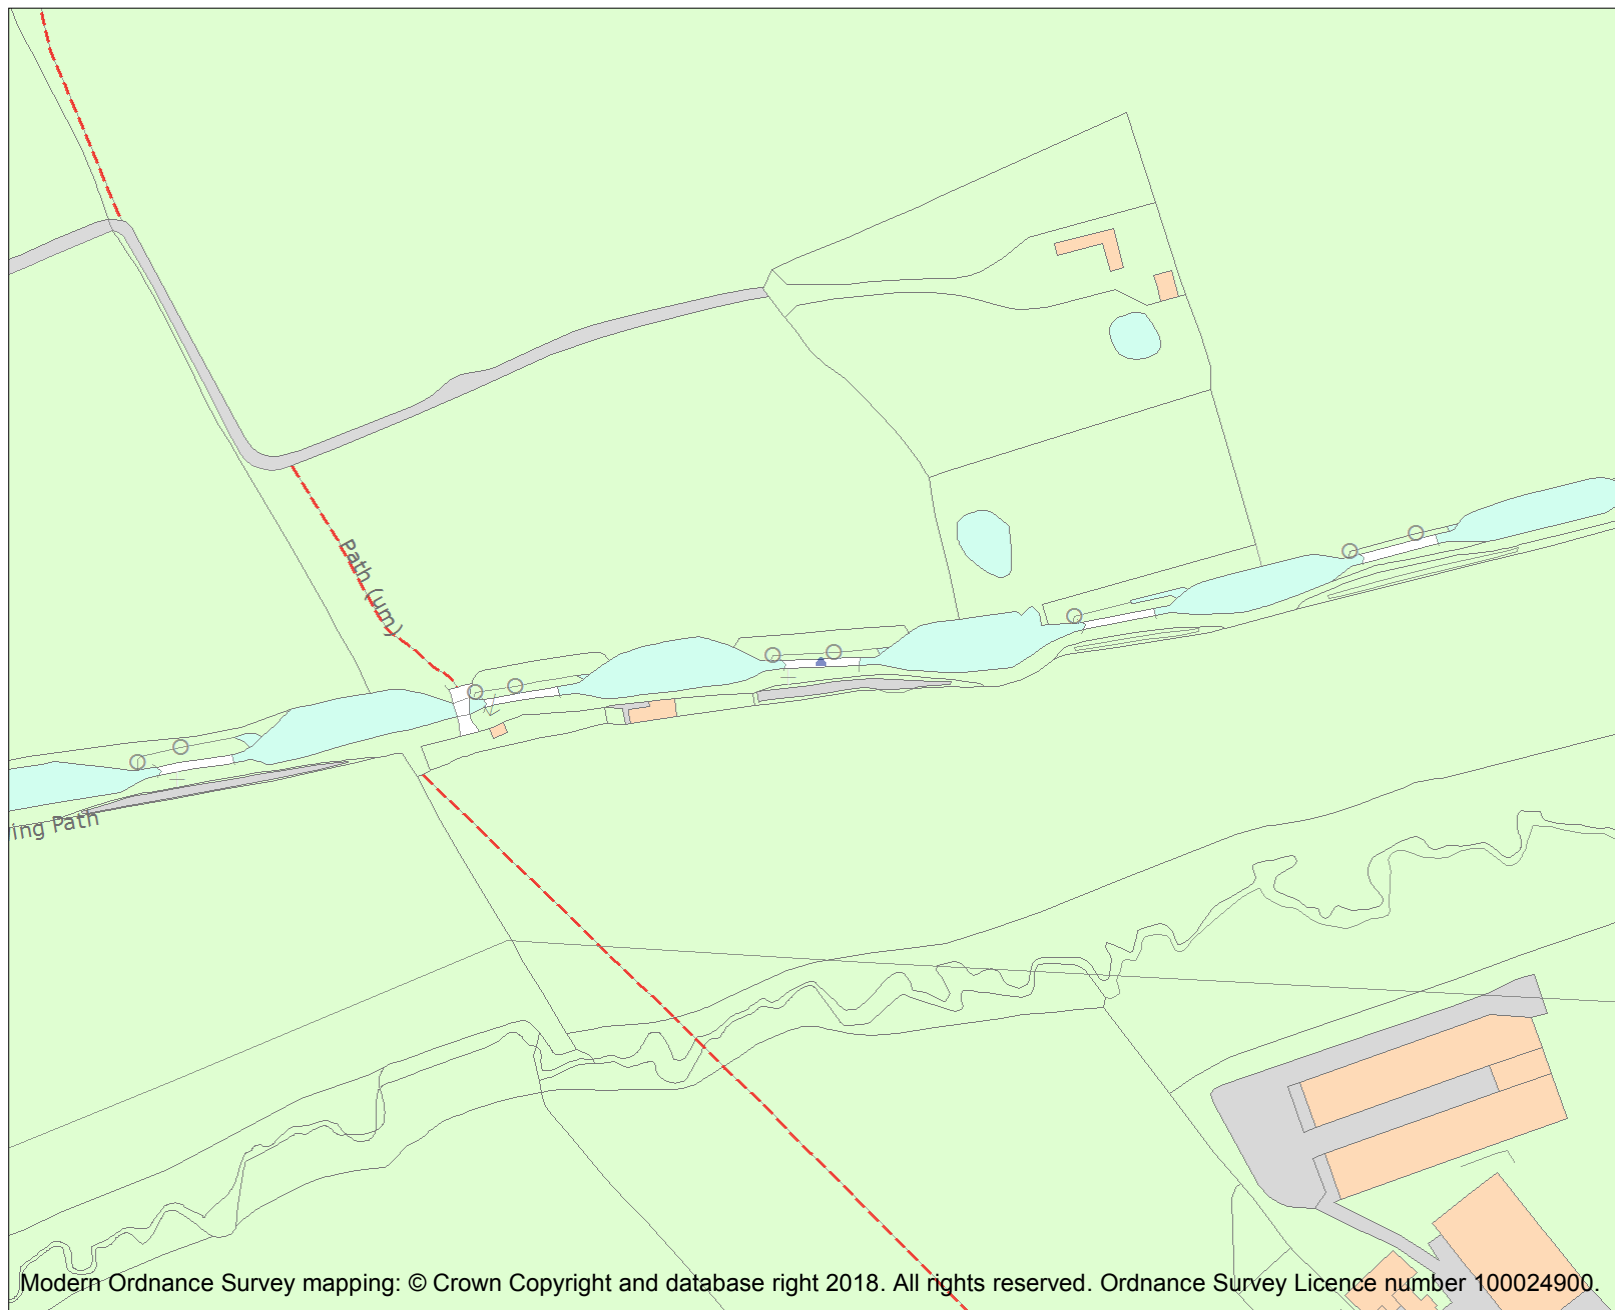 Path (um)
ing Path
Modern Ordnance Survey mapping: © Crown Copyright and database right 2018. All rights reserved. Ordnance Survey Licence number 100024900.